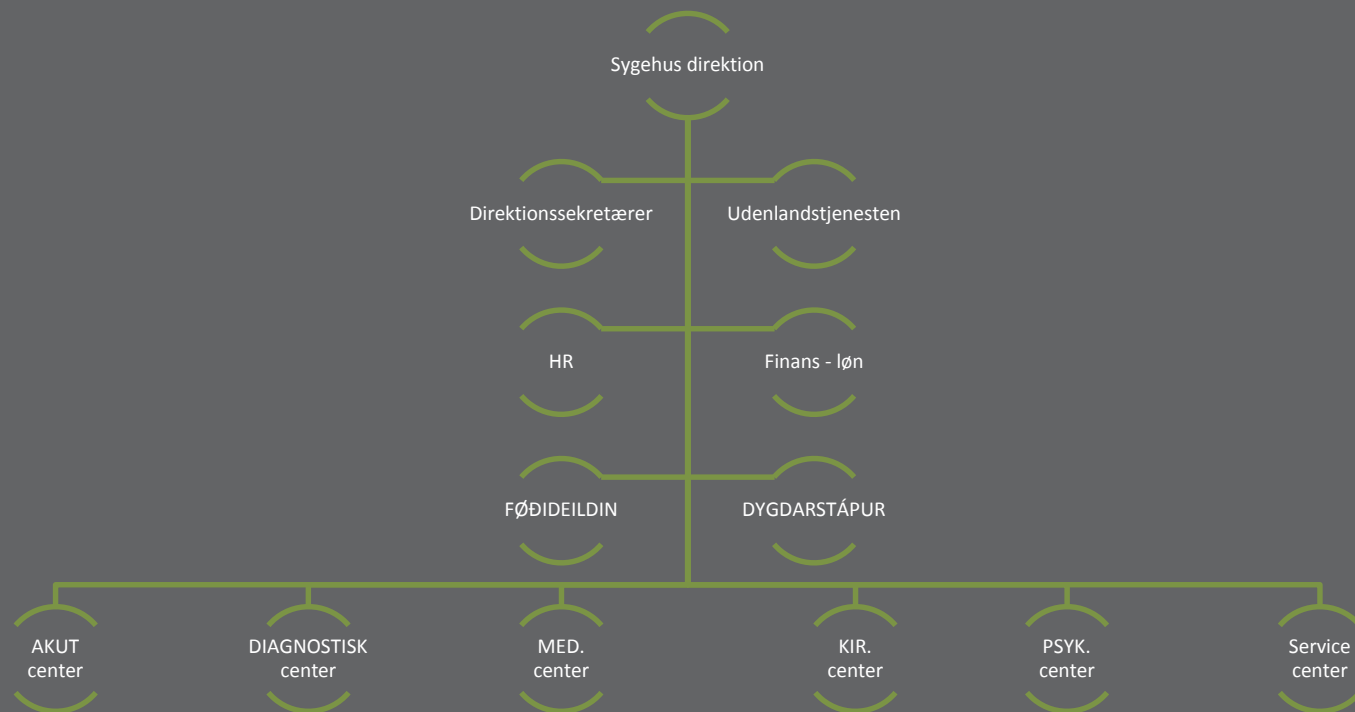 Sygehus direktion
Direktionssekretærer
Udenlandstjenesten
HR
Finans - løn
FØÐIDEILDIN
DYGDARSTÁPUR
AKUT
center
DIAGNOSTISK
center
MED.
center
KIR.
center
PSYK.
center
Service
center